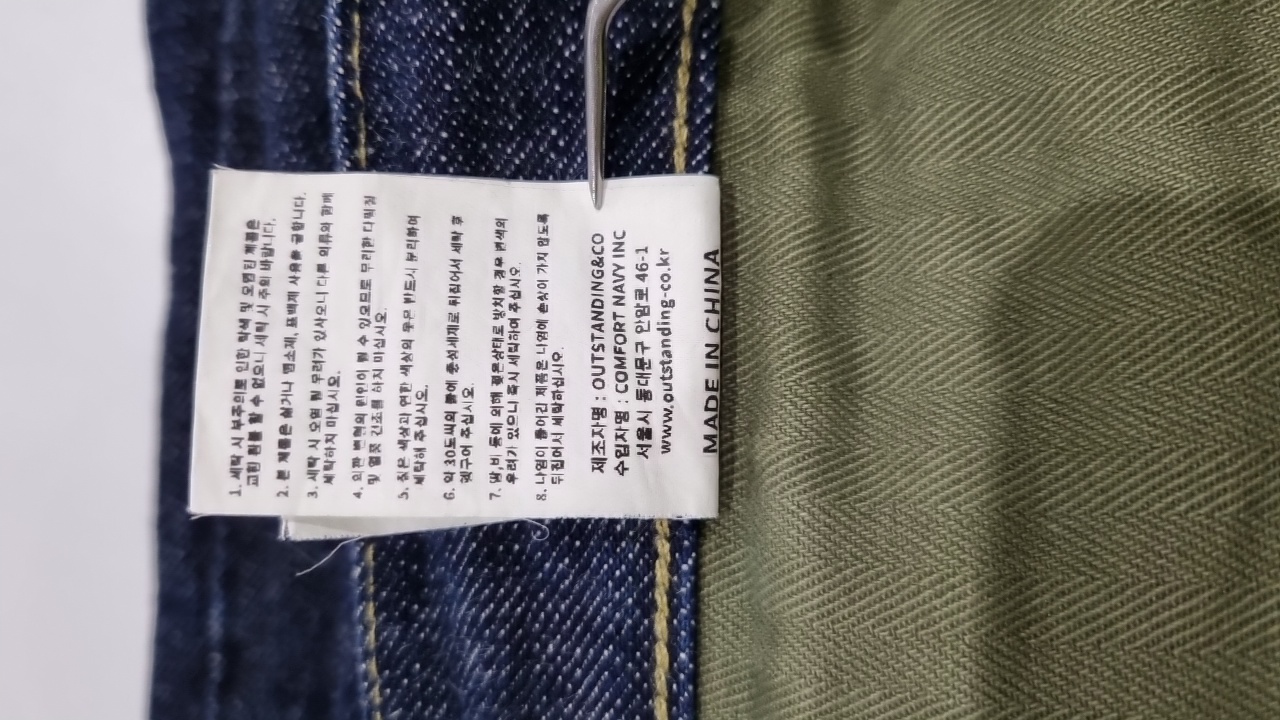 1. 세탁 시 부주의로 인한 탈색 및 오염된 제품은
교환 환불 할 수 없으니 세탁 시 주의 바랍니다.
2. 본 제품은 삶거나 염소제, 표백제 사용을 금합니다.
3. 세탁 시 오염 될 우려가 있사오니 다른 의류와 함께
세탁하지 마십시오.
4. 외관 변형의 원인이 될 수 있으므로 무리한 다림질
및 열풍 건조를 하지 마십시오.
5. 짙은 색상과 연한 색상의 옷은 반드시 분리하여
세탁해 주십시오.
6. 약 30도씨의 물에 중성세제로 뒤집어서 세탁 후
헹구어 주십시오.
7. 땀,비 등에 의해 젖은상태로 방치할 경우 변색의
우려가 있으니 즉시 세탁하여 주십시오.
8. 나염이 들어간 제품은 나염에 손상이 가지 않도록
뒤집어서 세탁하십시오.
제조자명 : OUTSTANDING&CO
수입자명 : COMFORT NAVY INC
서울시 동대문구 안암로 46-1
www.outstanding-co.kr
MADE IN CHINA